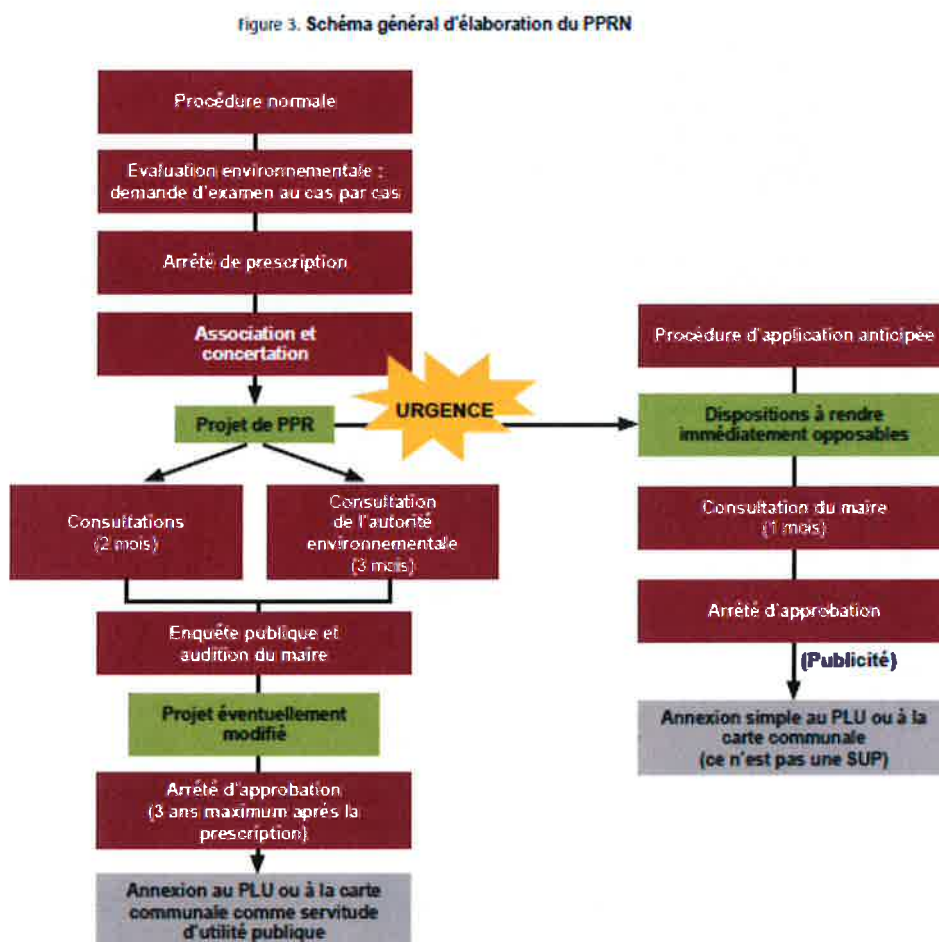 Figure 3. Schéma général d'élaboration du PPRN
Procédure normale
Evaluation environnementale :
demande d'examen au cas par cas
Arrêté de prescription
Association et
concertation
Projet de PPR
URGENCE
Consultations
(2 mois)
Consultation
de l'autorité
environnementale
(3 mois)
Enquête publique et
audition du maire
Projet éventuellement
modifié
Arrêté d'approbation
(3 ans maximum après la
prescription)
Annexion au PLU ou à la carte
communale comme servitude
d'utilité publique
Procédure d'application anticipée
Dispositions à rendre
immédiatement opposables
Consultation du maire
(1 mois)
Arrêté d'approbation
(Publicité)
Annexion simple au PLU ou à la
carte communale
(ce n'est pas une SUP)